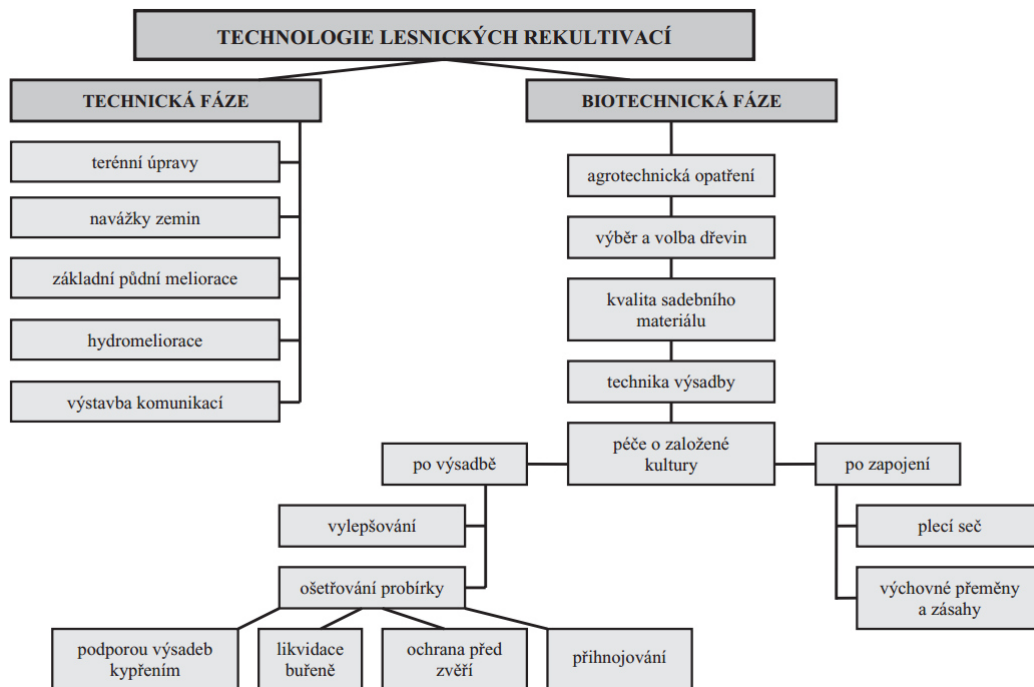 TECHNOLOGIE LESNICKÝCH REKULTIVACÍ
TECHNICKÁ FÁZE
terénní úpravy
navážky zemin
základní půdní meliorace
hydromeliorace
výstavba komunikací
BIOTECHNICKÁ FÁZE
agrotechnická opatření
výběr a volba dřevin
kvalita sadebního
materiálu
technika výsadby
péče o založené
kultury
po výsadbě
vylepšování
ošetřování probírky
podporou výsadeb
kypřením
likvidace
buřeně
ochrana před
zvěří
přihnojování
po zapojení
plecí seč
výchovné přeměny
a zásahy